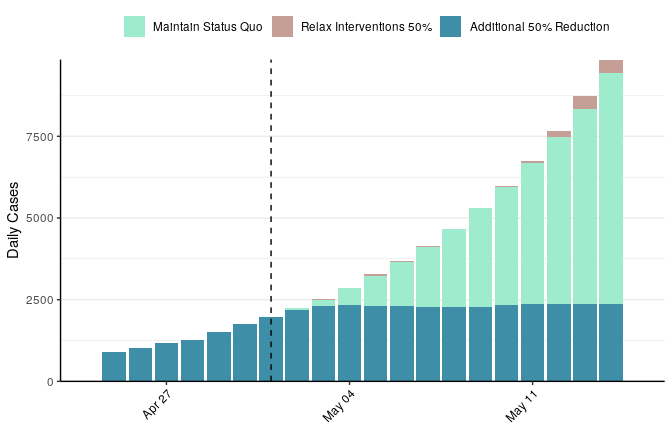 Maintain Status Quo Relax Interventions 50% Additional 50% Reduction
Daily Cases
7500
5000
2500
0
Apr 27 May 04 May 11